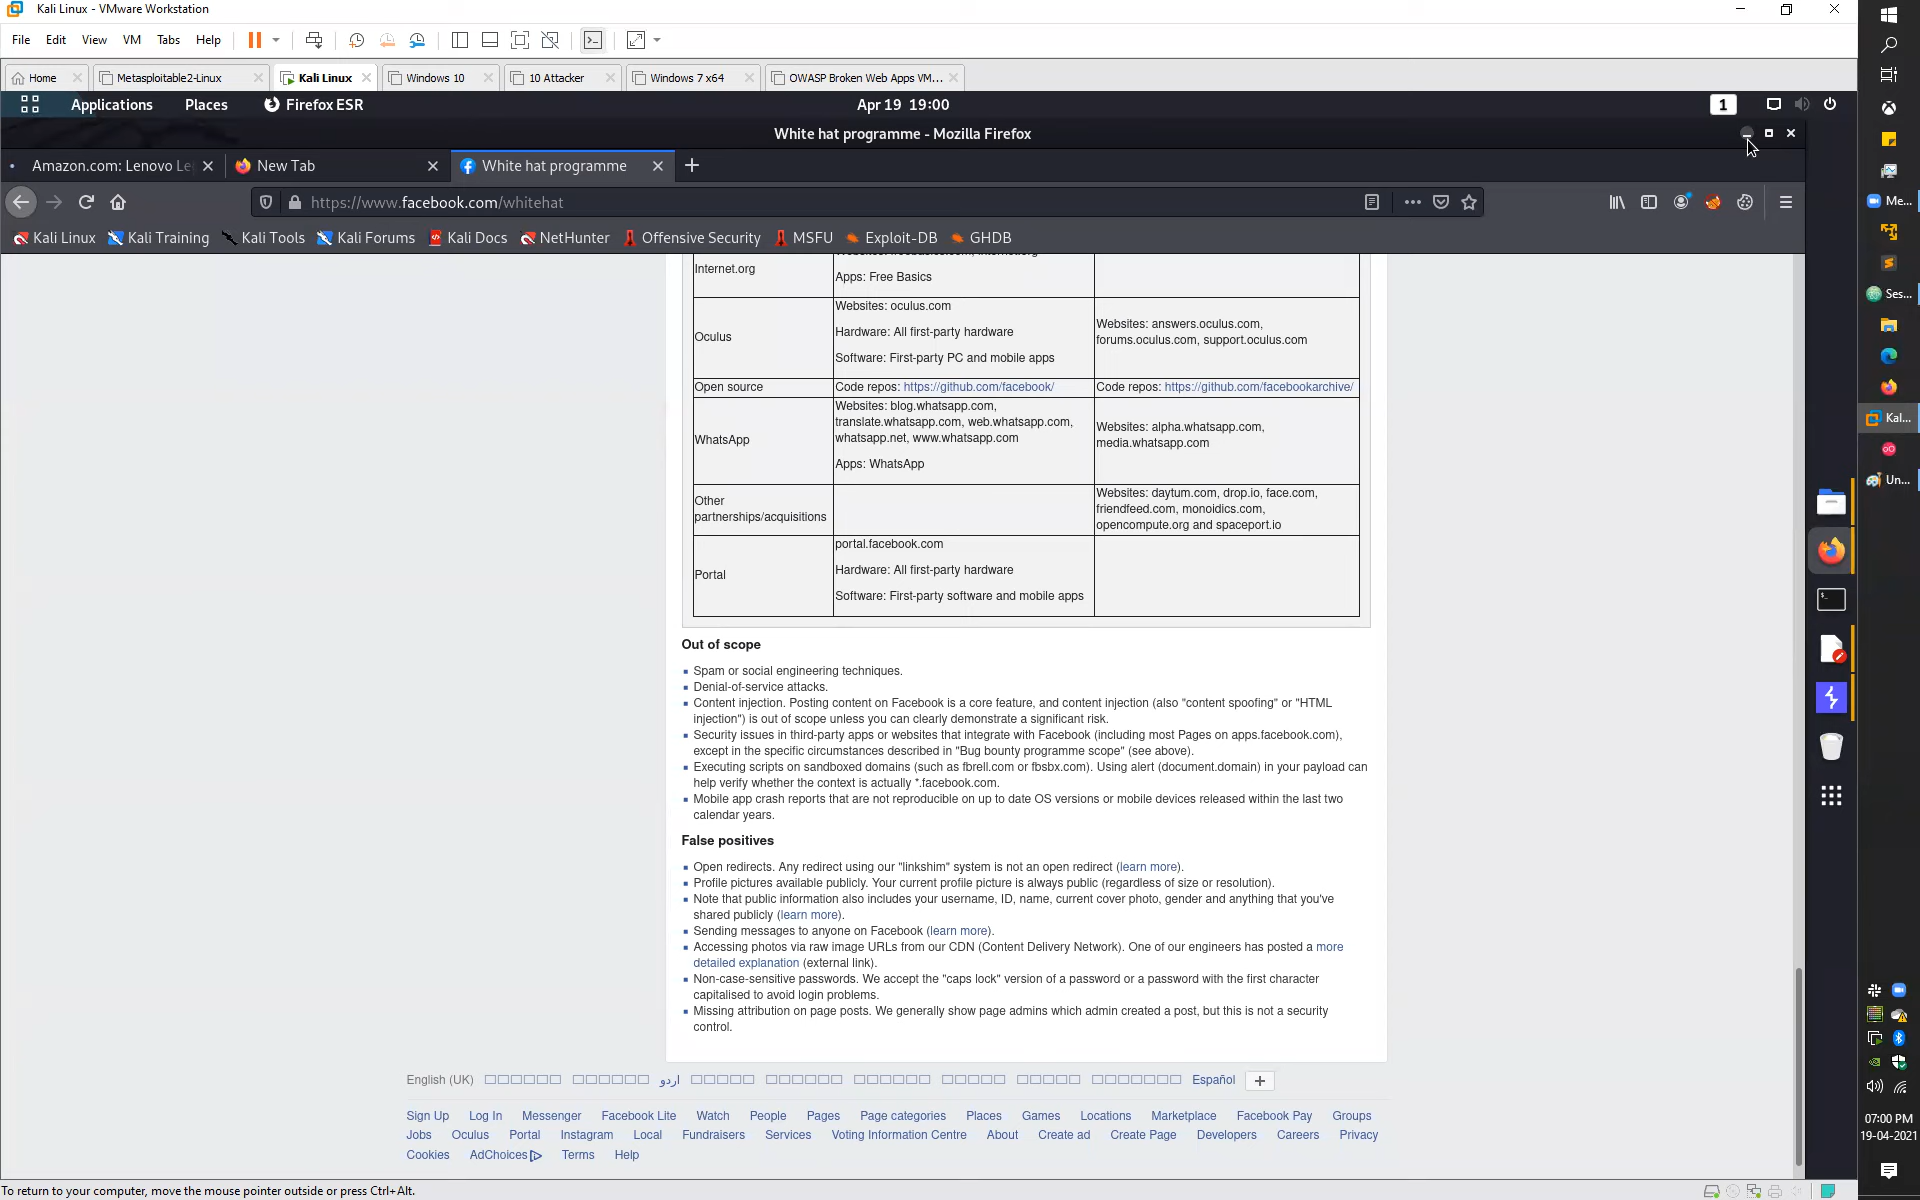 Kali Linux - VMware Workstation
File Edit View VM Tabs Help
Home Metasploitable2-Linux Kali Linux Windows 10 10 Attacker Windows 7 x64 OWASP Broken Web Apps VM...
Applications Places Firefox ESR Apr 19 19:00 1
White hat programme - Mozilla Firefox
Amazon.com: Lenovo Le New Tab White hat programme
https://www.facebook.com/whitehat
Kali Linux Kali Training Kali Tools Kali Forums Kali Docs NetHunter Offensive Security MSFU Exploit-DB GHDB
Internet.org
Apps: Free Basics
Oculus
Websites: oculus.com
Hardware: All first-party hardware
Software: First-party PC and mobile apps
Websites: answers.oculus.com,
forums.oculus.com, support.oculus.com
Open source
Code repos: https://github.com/facebook/
Code repos: https://github.com/facebookarchive/
WhatsApp
Websites: blog.whatsapp.com,
translate.whatsapp.com, web.whatsapp.com,
whatsapp.net, www.whatsapp.com
Apps: WhatsApp
Websites: alpha.whatsapp.com,
media.whatsapp.com
Other
partnerships/acquisitions
Websites: daytum.com, drop.io, face.com,
friendfeed.com, monoidics.com,
opencompute.org and spaceport.io
Portal
portal.facebook.com
Hardware: All first-party hardware
Software: First-party software and mobile apps
Out of scope
Spam or social engineering techniques.
Denial-of-service attacks.
Content injection. Posting content on Facebook is a core feature, and content injection (also "content spoofing" or "HTML
injection") is out of scope unless you can clearly demonstrate a significant risk.
Security issues in third-party apps or websites that integrate with Facebook (including most Pages on apps.facebook.com),
except in the specific circumstances described in "Bug bounty programme scope" (see above).
Executing scripts on sandboxed domains (such as fbrell.com or fbsbx.com). Using alert (document.domain) in your payload can
help verify whether the context is actually *.facebook.com.
Mobile app crash reports that are not reproducible on up to date OS versions or mobile devices released within the last two
calendar years.
False positives
Open redirects. Any redirect using our "linkshim" system is not an open redirect (learn more).
Profile pictures available publicly. Your current profile picture is always public (regardless of size or resolution).
Note that public information also includes your username, ID, name, current cover photo, gender and anything that you've
shared publicly (learn more).
Sending messages to anyone on Facebook (learn more).
Accessing photos via raw image URLs from our CDN (Content Delivery Network). One of our engineers has posted a more
detailed explanation (external link).
Non-case-sensitive passwords. We accept the "caps lock" version of a password or a password with the first character
capitalised to avoid login problems.
Missing attribution on page posts. We generally show page admins which admin created a post, but this is not a security
control.
English (UK) اردو Español
Sign Up Log In Messenger Facebook Lite Watch People Pages Page categories Places Games Locations Marketplace Facebook Pay Groups
Jobs Oculus Portal Instagram Local Fundraisers Services Voting Information Centre About Create ad Create Page Developers Careers Privacy
Cookies AdChoices Terms Help
To return to your computer, move the mouse pointer outside or press Ctrl+Alt.
Me...
Ses...
Kal...
Un...
07:00 PM
19-04-2021